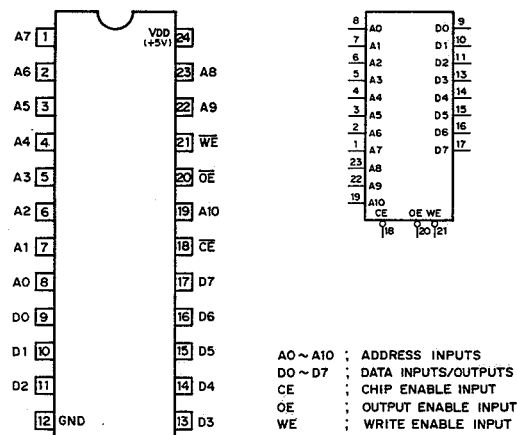 A7 1 VDD (+5V) 24
A6 2 23 A8
A5 3 22 A9
A4 4 21 W̅E̅
A3 5 20 O̅E̅
A2 6 19 A10
A1 7 18 C̅E̅
A0 8 17 D7
D0 9 16 D6
D1 10 15 D5
D2 11 14 D4
12 GND 13 D3
8 A0 D0 9
7 A1 D1 10
6 A2 D2 11
5 A3 D3 13
4 A4 D4 14
3 A5 D5 15
2 A6 D6 16
1 A7 D7 17
23 A8
22 A9
19 A10
CE OE WE
18 20 21
A0 ~ A10 ; ADDRESS INPUTS
D0 ~ D7 ; DATA INPUTS/OUTPUTS
CE ; CHIP ENABLE INPUT
OE ; OUTPUT ENABLE INPUT
WE ; WRITE ENABLE INPUT